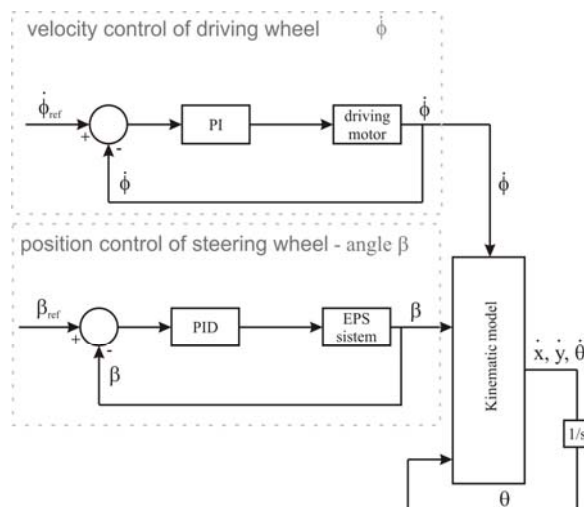 velocity control of driving wheel φ̇
φ̇ref
+
-
PI
driving
motor
φ̇
φ̇
φ̇
position control of steering wheel - angle β
βref
+
-
PID
EPS
sistem
β
β
Kinematic model
ẋ, ẏ, θ̇
1/s
θ